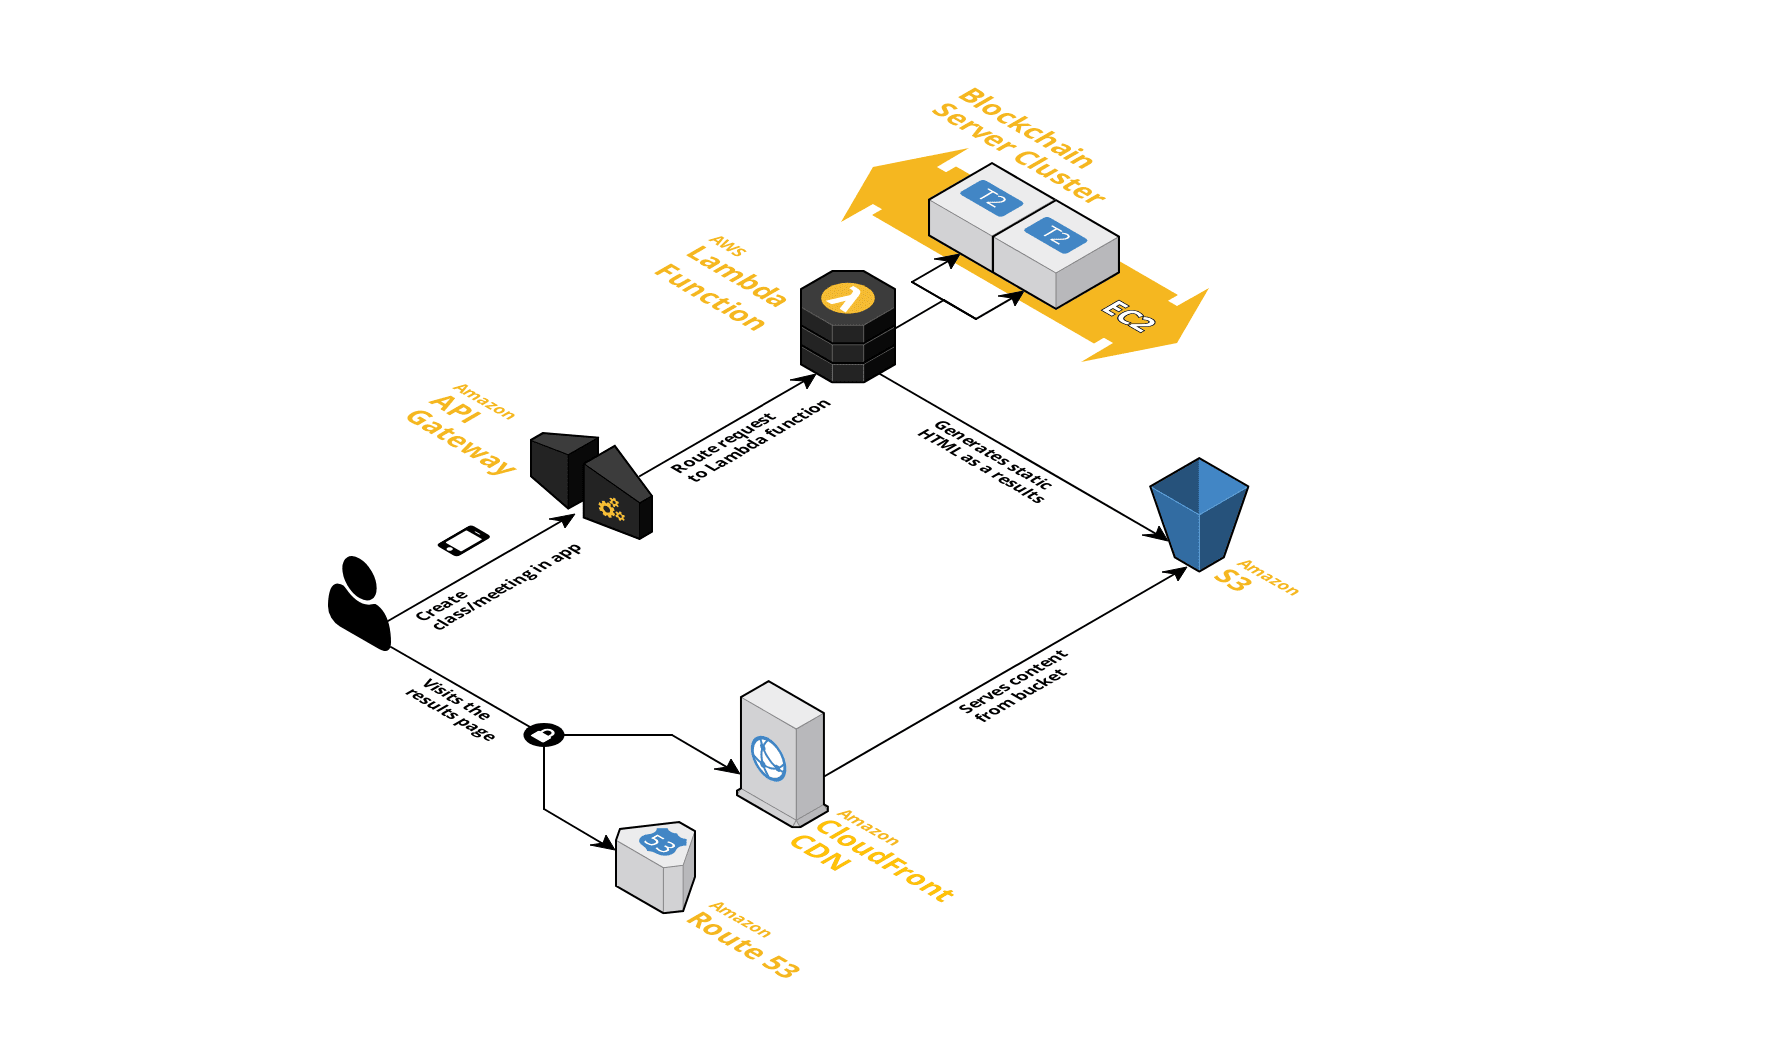 Blockchain
Server Cluster
T2
T2
EC2
AWS
Lambda
Function
λ
Amazon
API
Gateway
Route request
to Lambda function
Generates static
HTML as a results
Create
class/meeting in app
Amazon
S3
Visits the
results page
Serves content
from bucket
Amazon
CloudFront
CDN
53
Amazon
Route 53